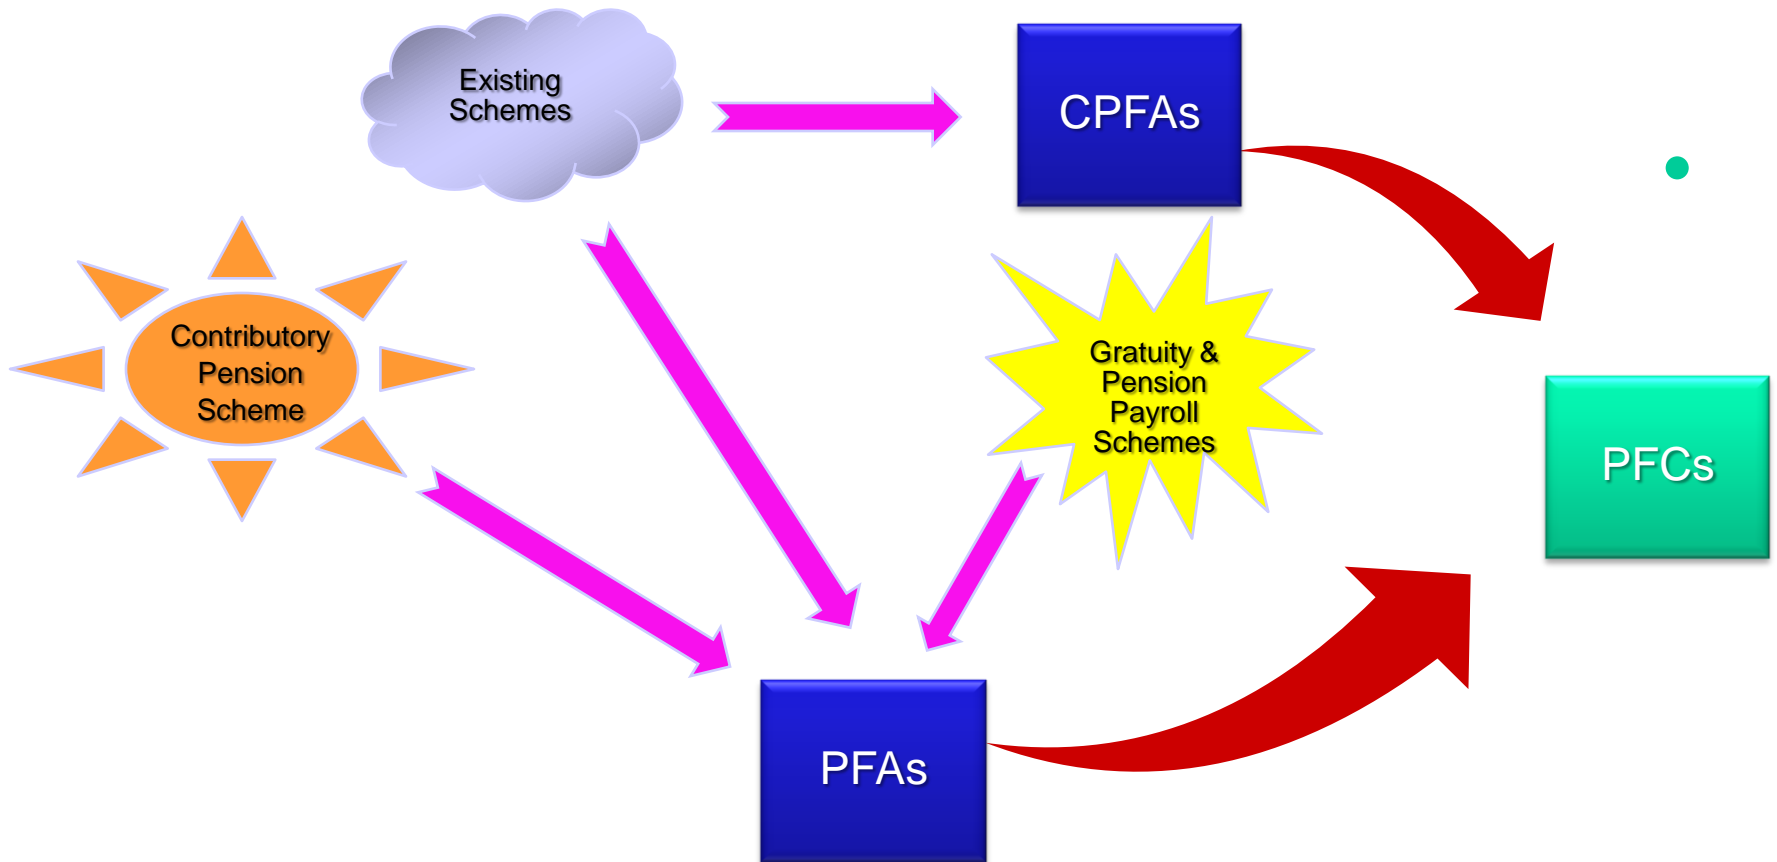 Existing
Schemes
CPFAs
Contributory
Pension
Scheme
Gratuity &
Pension
Payroll
Schemes
PFCs
PFAs